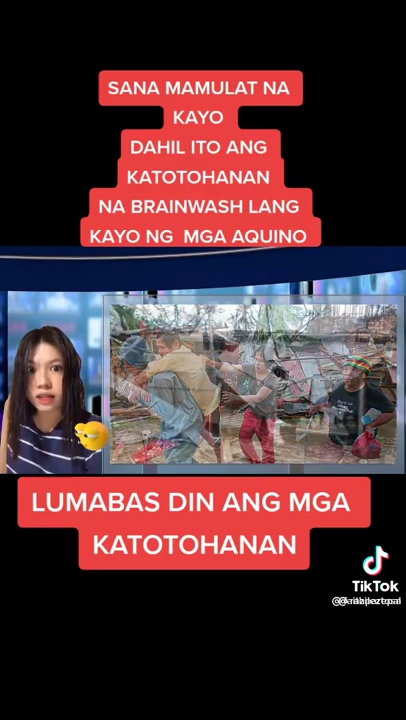 SANA MAMULAT NA
KAYO
DAHIL ITO ANG
KATOTOHANAN
NA BRAINWASH LANG
KAYO NG MGA AQUINO
LUMABAS DIN ANG MGA
KATOTOHANAN
TikTok